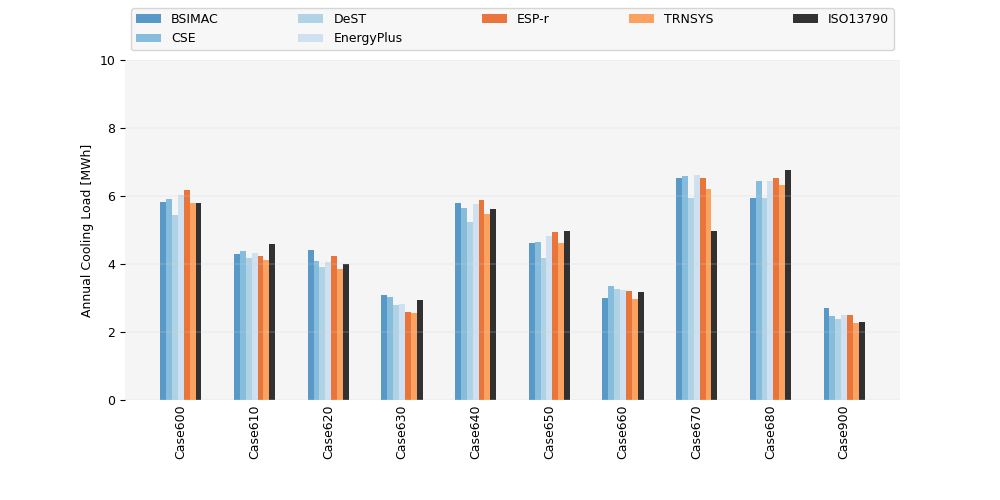 BSIMAC DeST ESP-r TRNSYS ISO13790
CSE EnergyPlus
10
8
6
4
2
0
Annual Cooling Load [MWh]
Case600 Case610 Case620 Case630 Case640 Case650 Case660 Case670 Case680 Case900